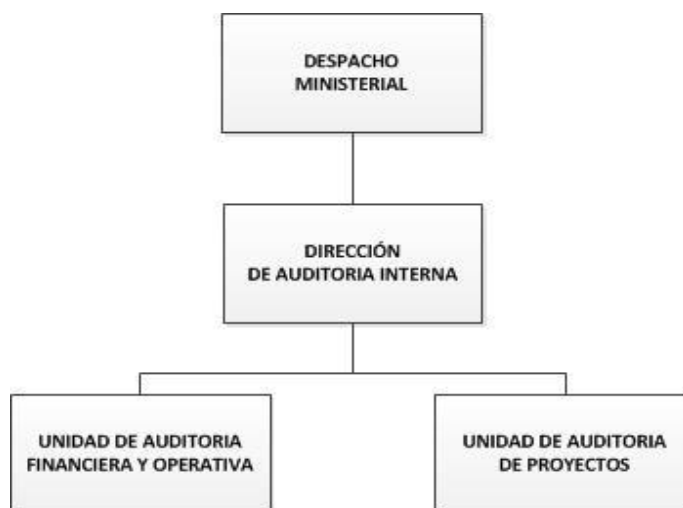 DESPACHO
MINISTERIAL
DIRECCIÓN
DE AUDITORIA INTERNA
UNIDAD DE AUDITORIA
FINANCIERA Y OPERATIVA
UNIDAD DE AUDITORIA
DE PROYECTOS